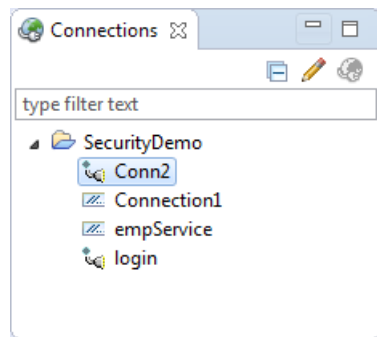 Connections
type filter text
SecurityDemo
Conn2
Connection1
empService
login